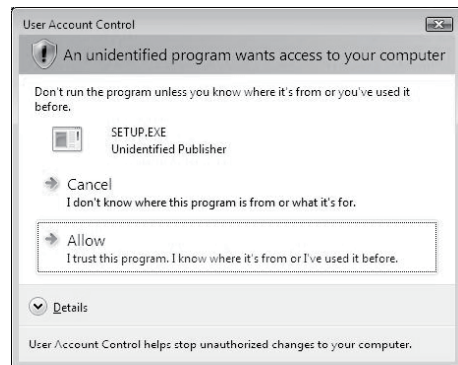 User Account Control
An unidentified program wants access to your computer
Don't run the program unless you know where it's from or you've used it
before.
SETUP.EXE
Unidentified Publisher
Cancel
I don't know where this program is from or what it's for.
Allow
I trust this program. I know where it's from or I've used it before.
Details
User Account Control helps stop unauthorized changes to your computer.